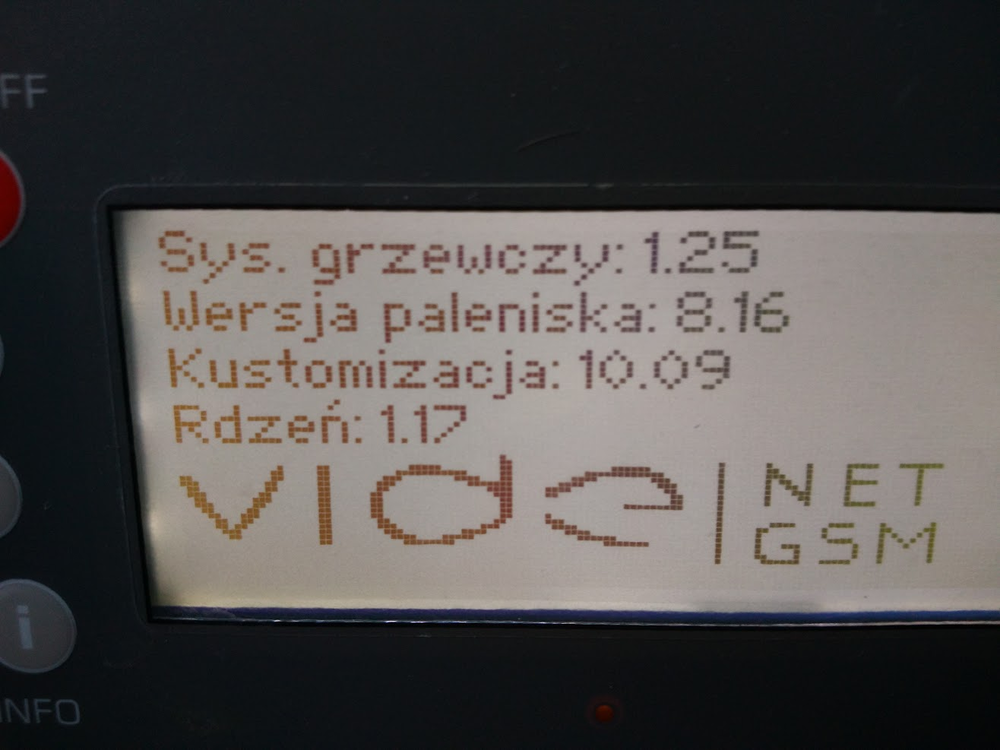 FF
Sys. grzewczy: 1.25
Wersja paleniska: 8.16
Kustomizacja: 10.09
Rdzeń: 1.17
vide | NET
GSM
i
INFO